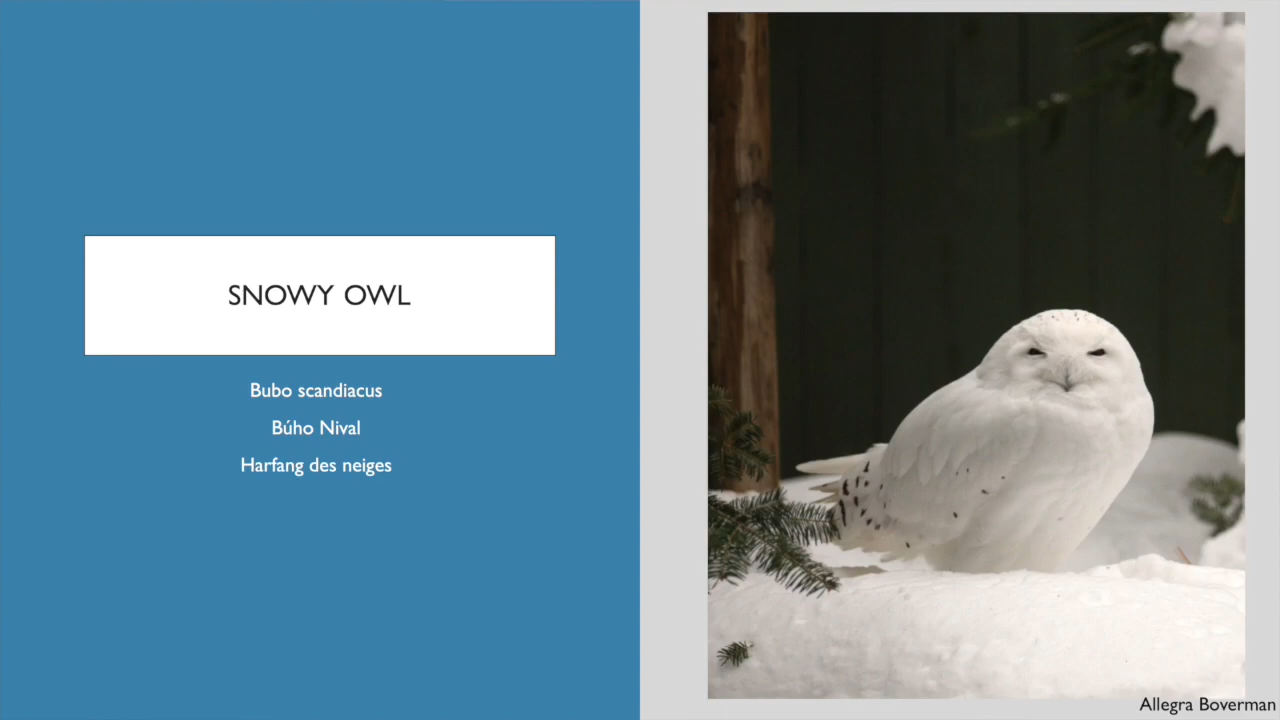 SNOWY OWL
Bubo scandiacus
Búho Nival
Harfang des neiges
Allegra Boverman